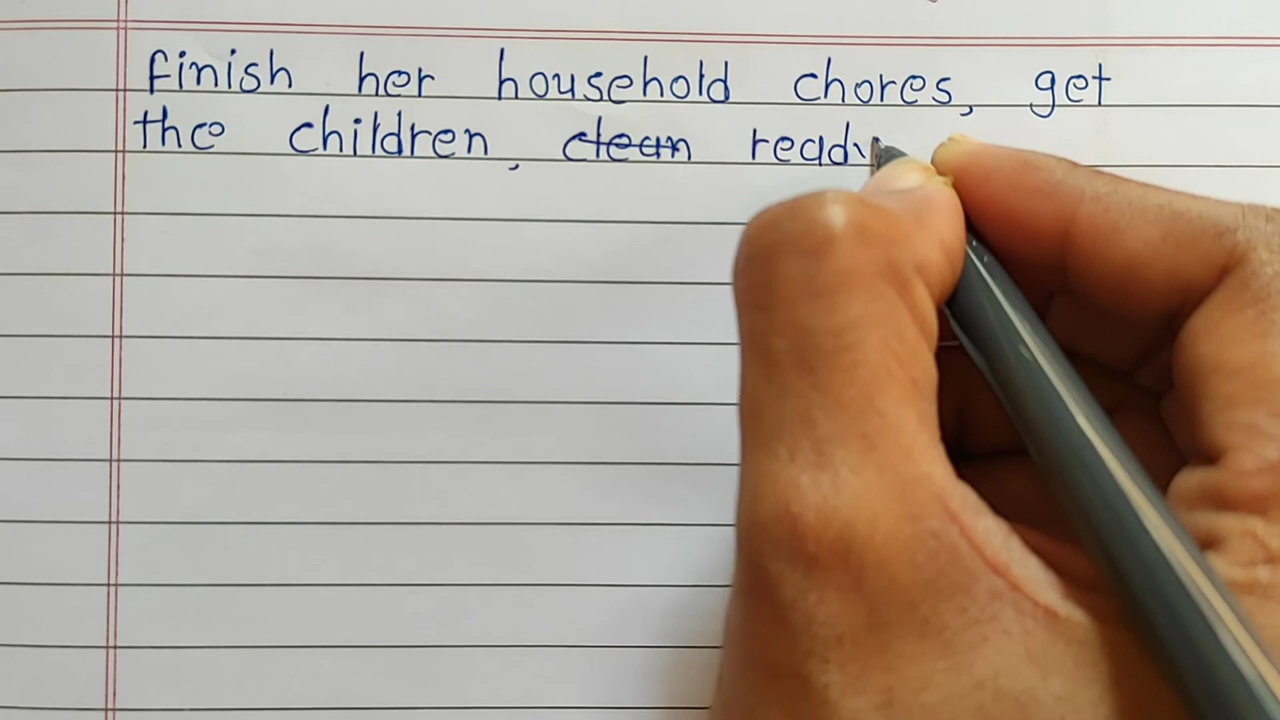 finish her household chores, get
the children, clean ready